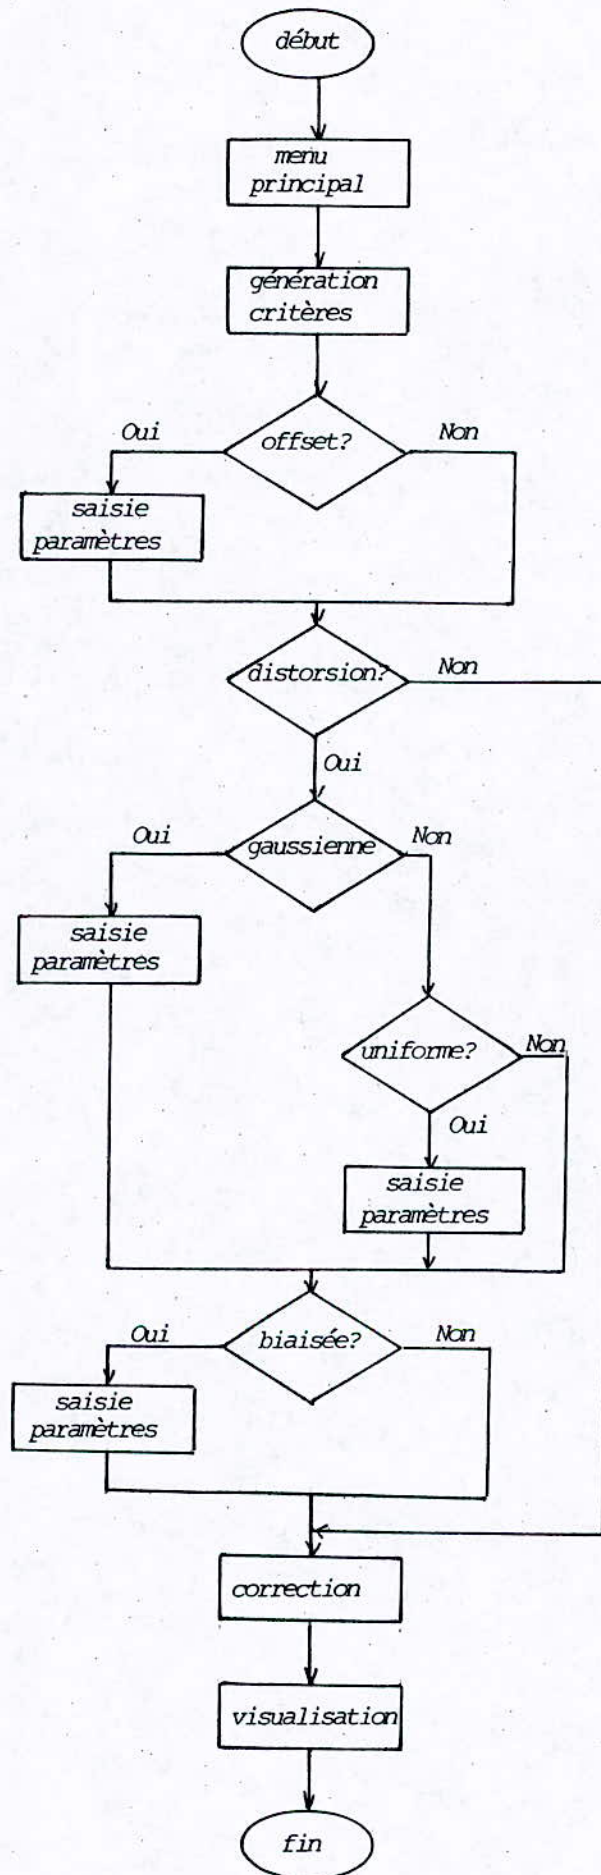 début
menu
principal
génération
critères
Oui
offset?
Non
saisie
paramètres
distorsion?
Non
Oui
Oui
gaussienne
Non
saisie
paramètres
uniforme?
Non
Oui
saisie
paramètres
Oui
biaisée?
Non
saisie
paramètres
correction
visualisation
fin